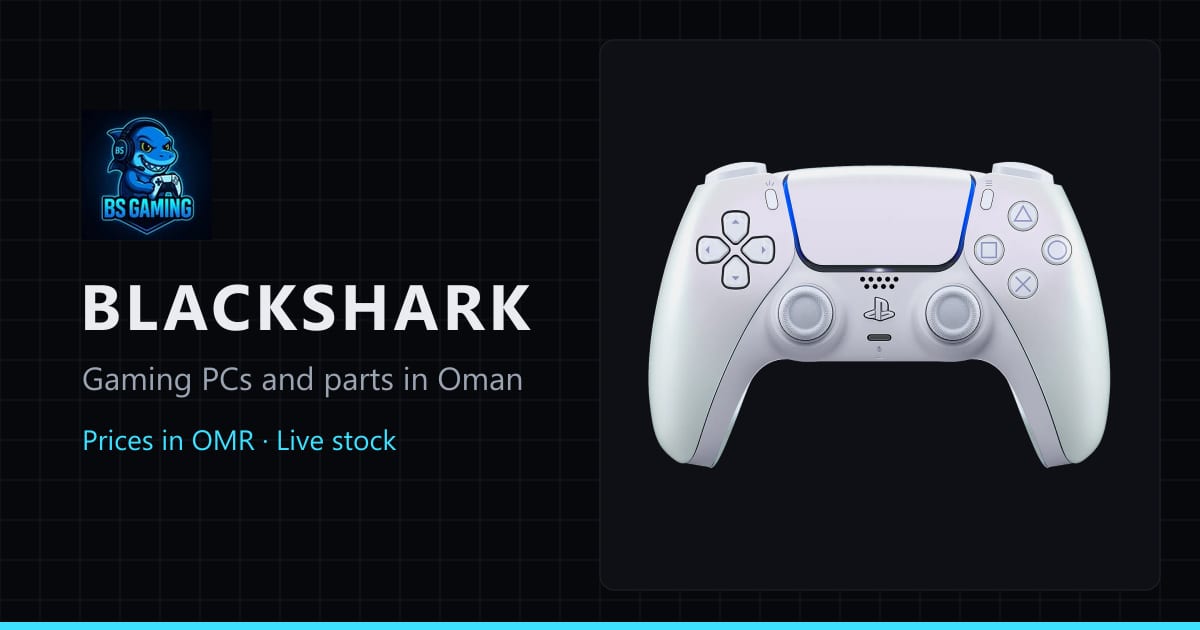 BS
BS GAMING
BLACKSHARK
Gaming PCs and parts in Oman
Prices in OMR · Live stock